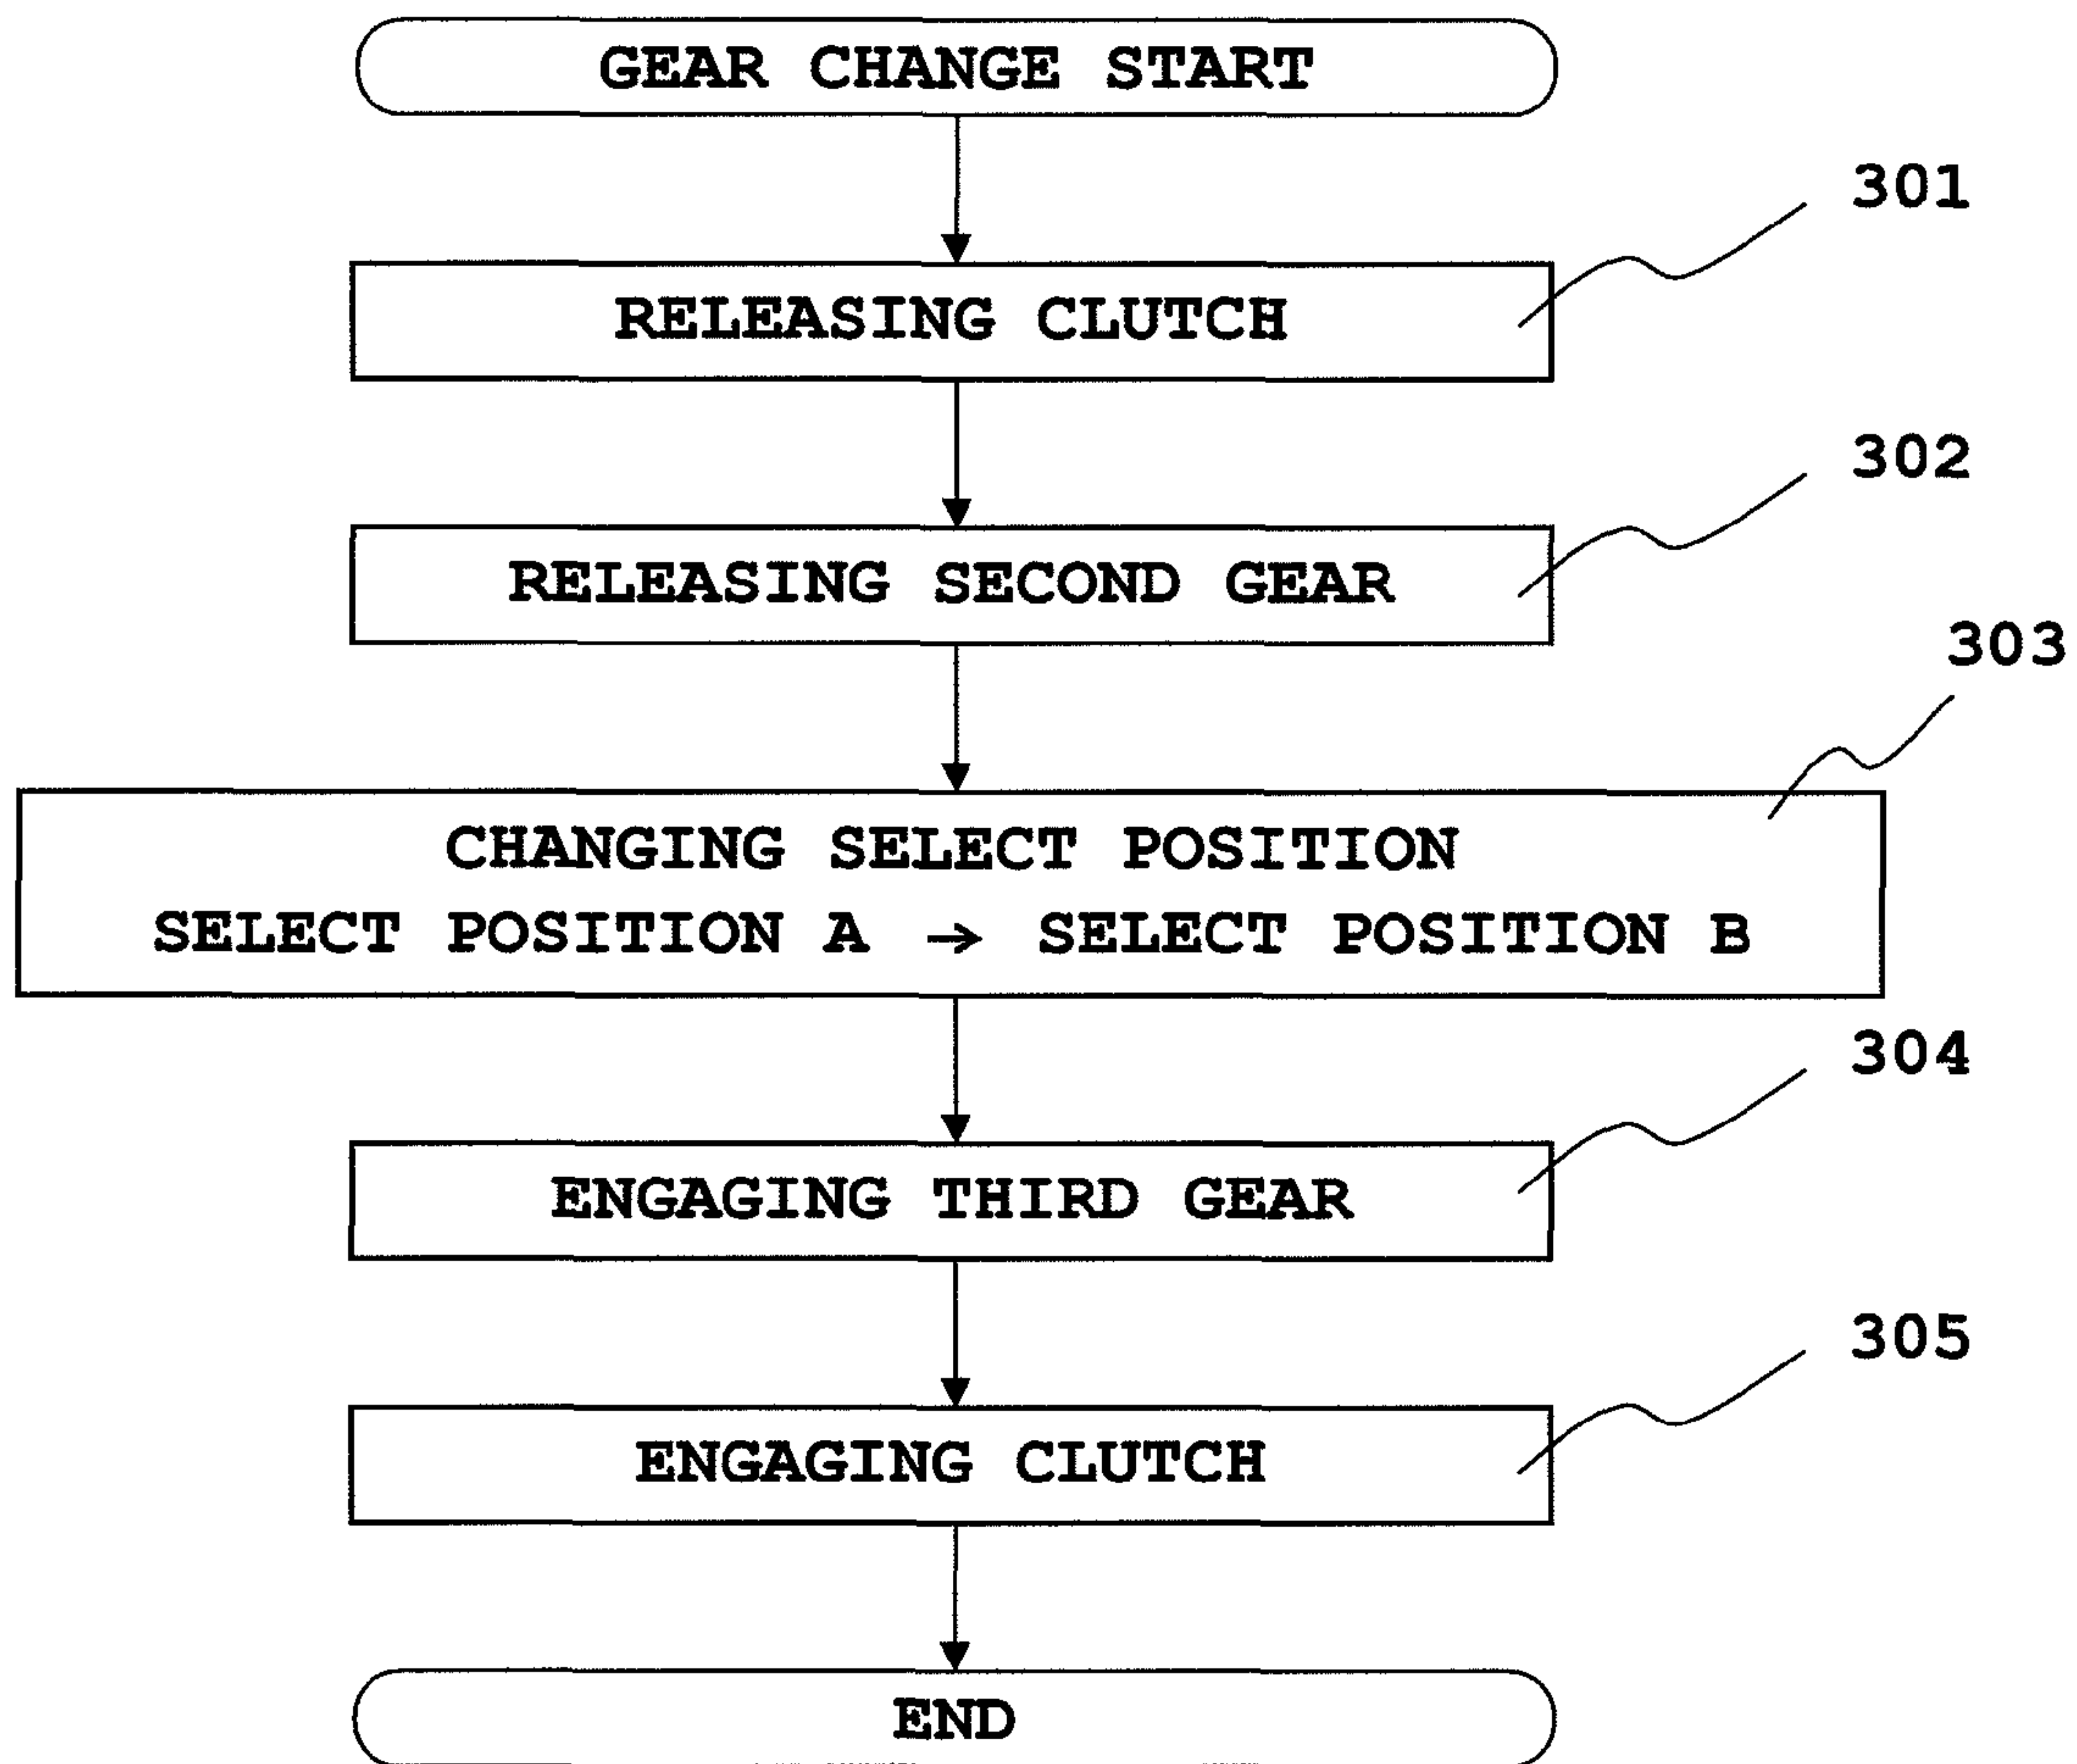 GEAR CHANGE START
301
RELEASING CLUTCH
302
RELEASING SECOND GEAR
303
CHANGING SELECT POSITION
SELECT POSITION A → SELECT POSITION B
304
ENGAGING THIRD GEAR
305
ENGAGING CLUTCH
END